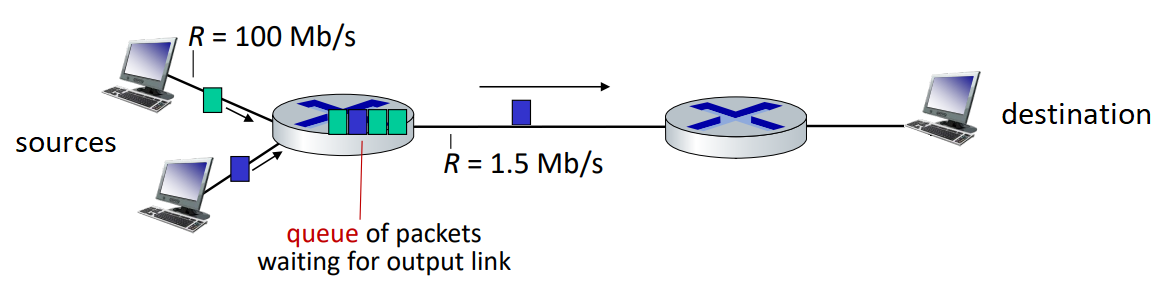 R = 100 Mb/s
sources
R = 1.5 Mb/s
destination
queue of packets
waiting for output link